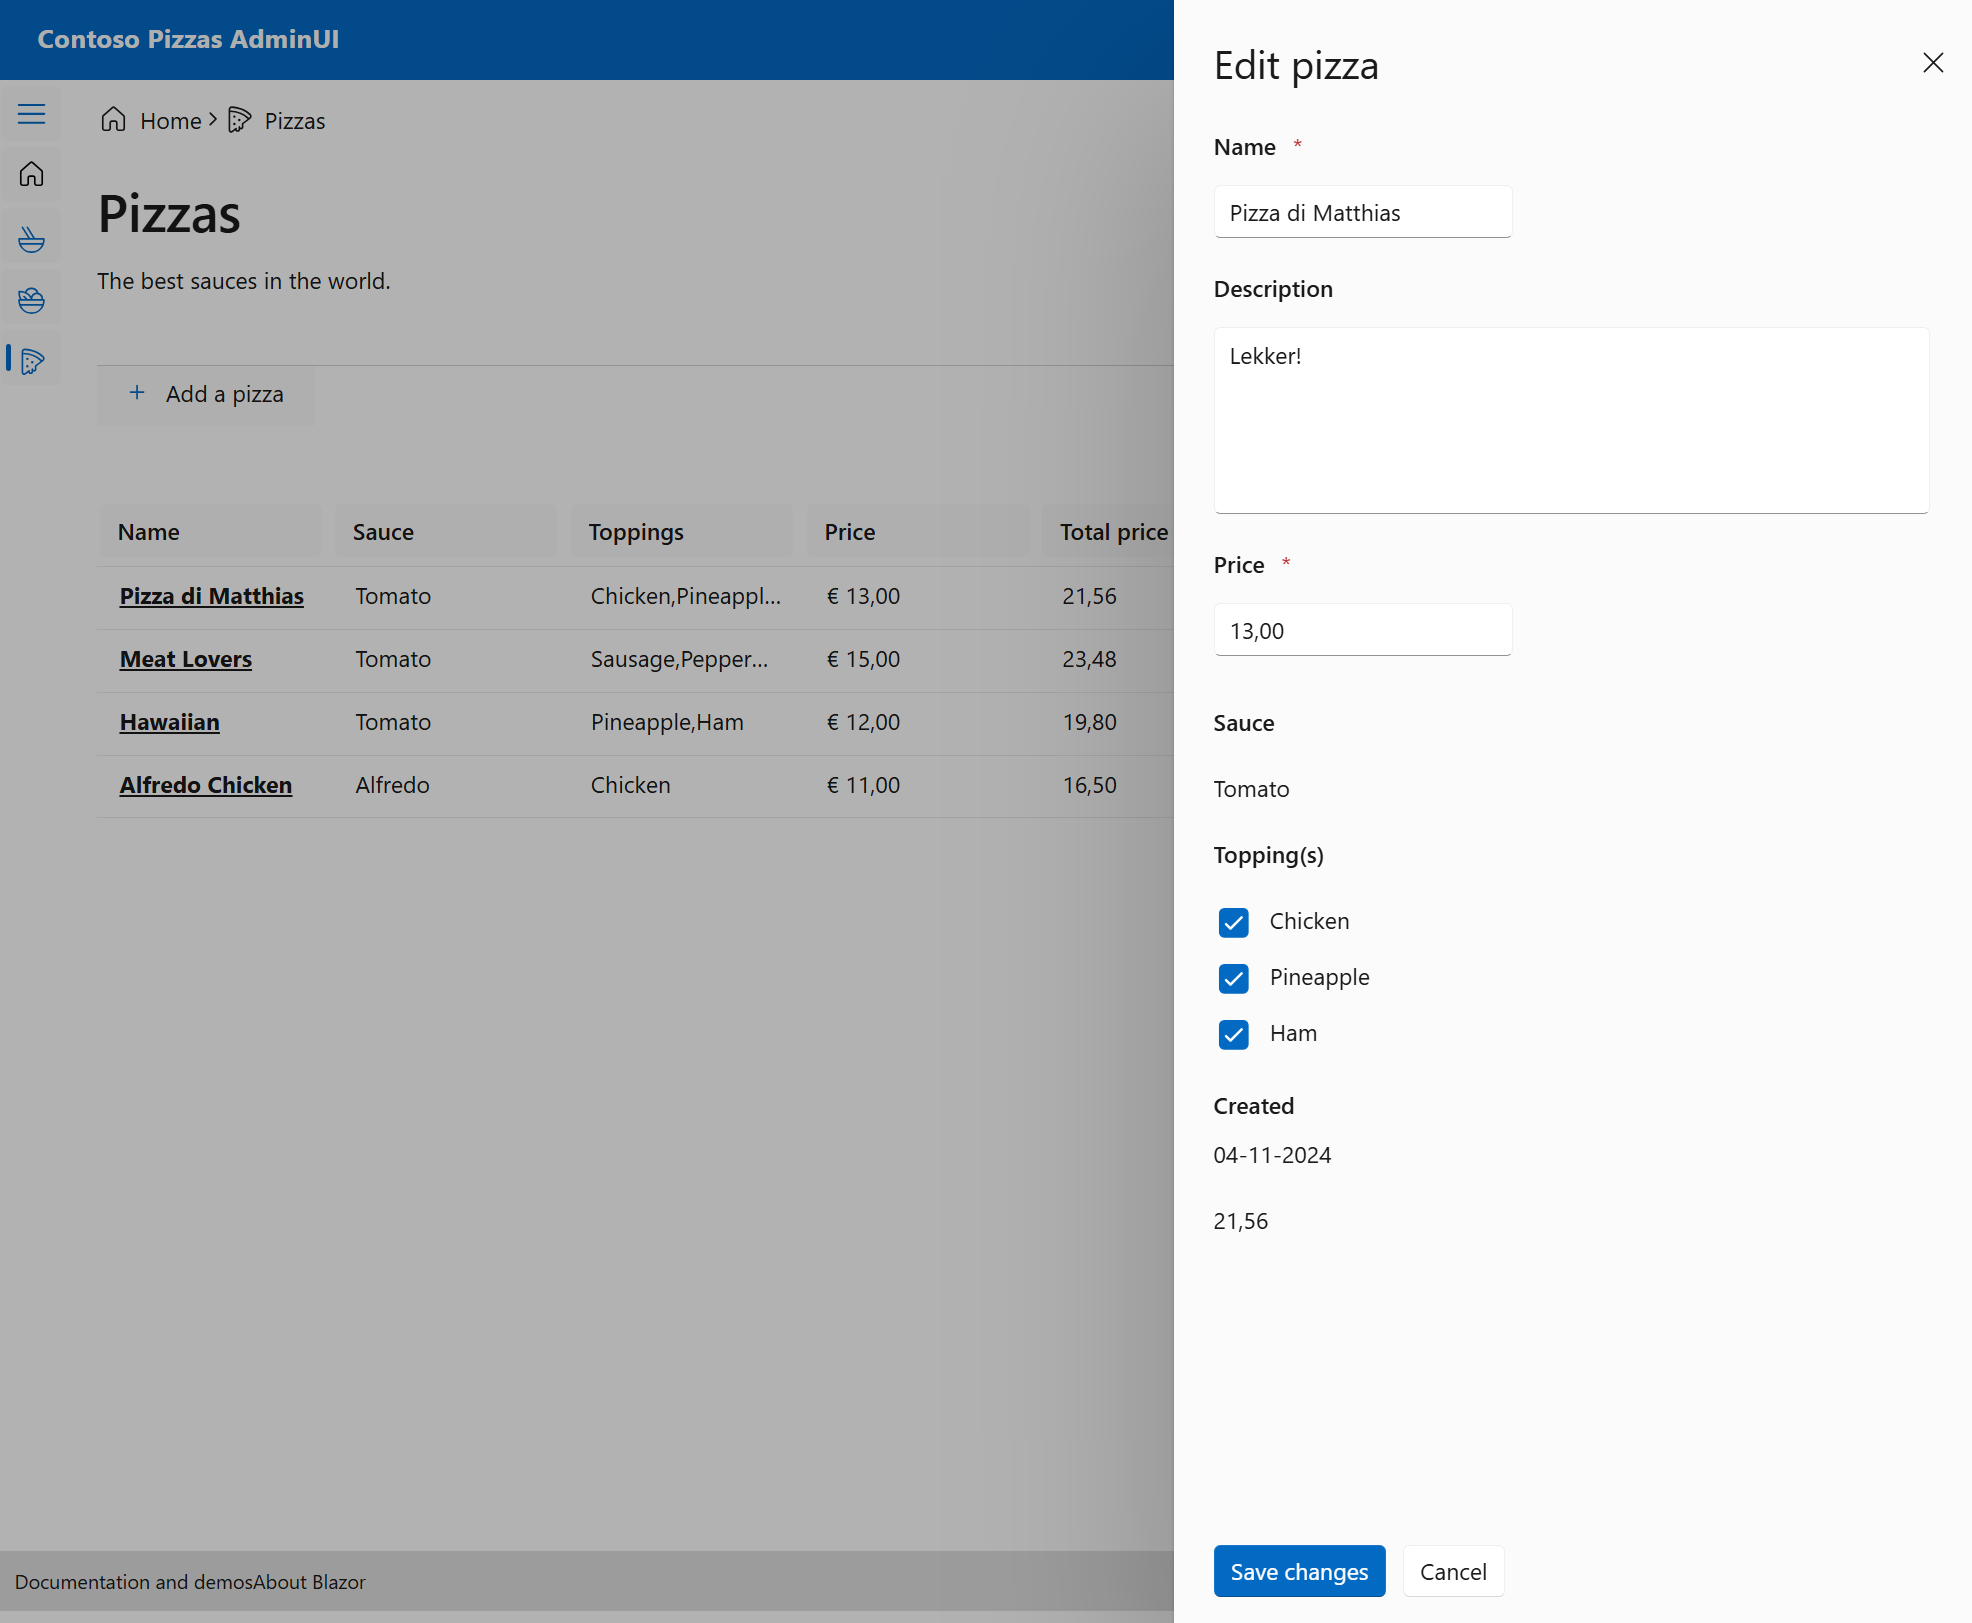 Contoso Pizzas AdminUI
Home > Pizzas
Pizzas
The best sauces in the world.
+ Add a pizza
Name Sauce Toppings Price Total price
Pizza di Matthias Tomato Chicken,Pineappl... € 13,00 21,56
Meat Lovers Tomato Sausage,Pepper... € 15,00 23,48
Hawaiian Tomato Pineapple,Ham € 12,00 19,80
Alfredo Chicken Alfredo Chicken € 11,00 16,50
Documentation and demosAbout Blazor
Edit pizza
Name *
Pizza di Matthias
Description
Lekker!
Price *
13,00
Sauce
Tomato
Topping(s)
Chicken
Pineapple
Ham
Created
04-11-2024
21,56
Save changes Cancel